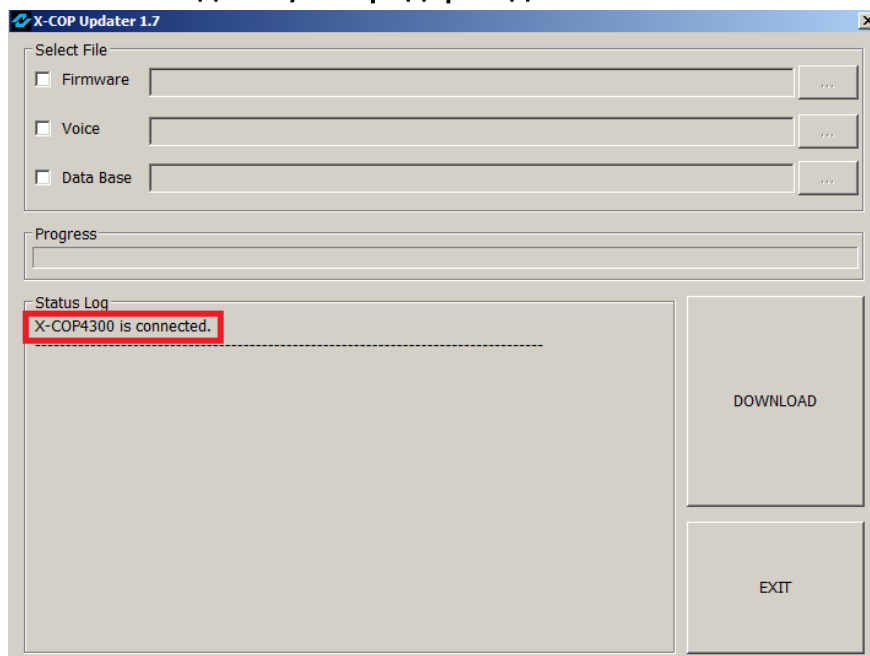 X-COP Updater 1.7
Select File
Firmware
...
Voice
...
Data Base
...
Progress
Status Log
X-COP4300 is connected.
--------------------------------------------------------------------------------
DOWNLOAD
EXIT